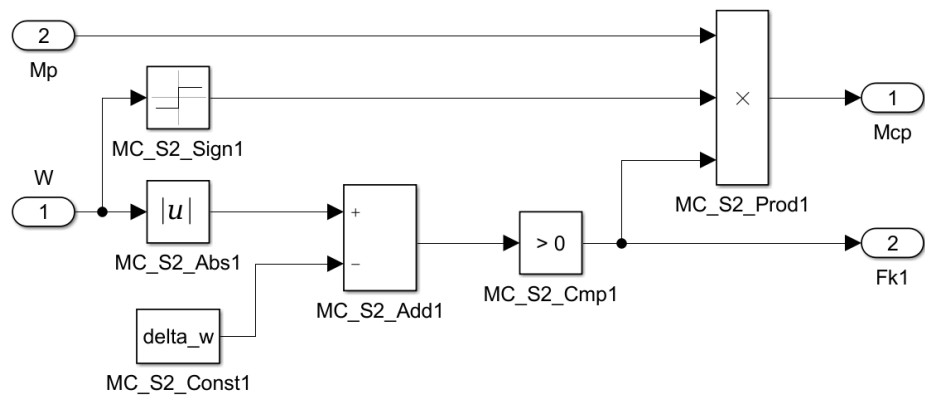 2
Mp
MC_S2_Sign1
W
1
|u|
MC_S2_Abs1
delta_w
MC_S2_Const1
+
−
MC_S2_Add1
> 0
MC_S2_Cmp1
×
MC_S2_Prod1
1
Mcp
2
Fk1